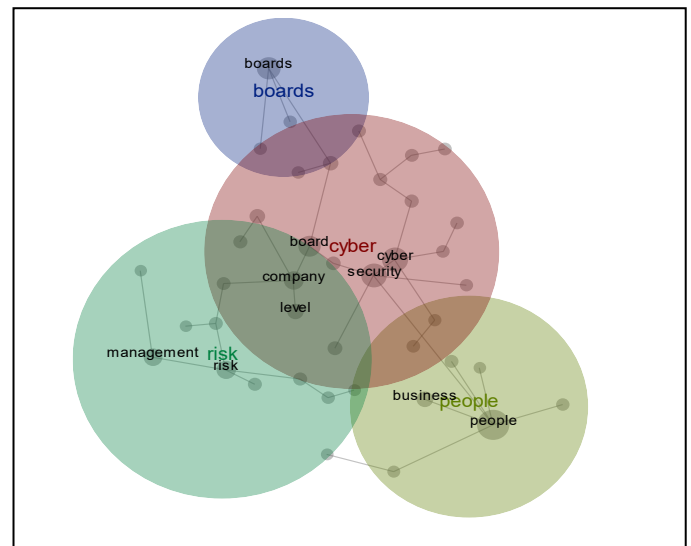 boards
boards
board
cyber
cyber
security
company
level
management
risk
risk
business
people
people